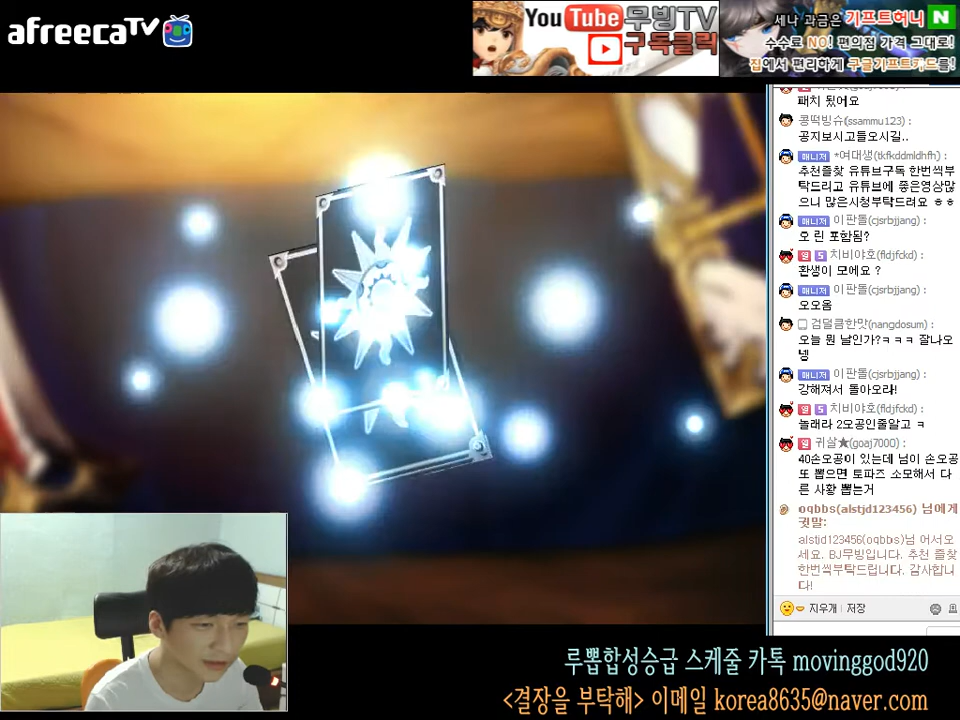 afreecaTV
You Tube 무빙TV
구독클릭
세나 과금은 기프트허니 N
수수료 NO! 편의점 가격 그대로!
집에서 편리하게 구글기프트카드를!
패치 됬어요
콩떡빙슈(ssammu123) :
공지보시고들오시길..
매니저 *여대생(tkfkddmldhfh) :
추천즐찾 유튜브구독 한번씩부
탁드리고 유튜브에 좋은영상많
으니 많은시청부탁드려요 ㅎㅎ
매니저 이판돌(cjsrbjjang) :
오 린 포함됨?
열 S 치비야호(fldjfckd) :
환생이 모에요 ?
매니저 이판돌(cjsrbjjang) :
오오옴
검덜큼한맛(nangdosum) :
오늘 뭔 날인가?ㅋㅋㅋ 잘나오
넹
매니저 이판돌(cjsrbjjang) :
강해져서 돌아오라!
열 S 치비야호(fldjfckd) :
놀래라 2오공인줄알고 ㅋ
열 귀살★(goaj7000) :
40손오공이 있는데 님이 손오공
또 뽑으면 토파즈 소모해서 다
른 사황 뽑는거
oqbbs(alstjd123456) 님에게
귓말:
alstjd123456(oqbbs)님 어서오
세요. BJ무빙입니다. 추천 즐찾
한번씩부탁드립니다. 감사합니
다!
지우개 저장
루뽑합성승급 스케줄 카톡 movinggod920
<결장을 부탁해> 이메일 korea8635@naver.com